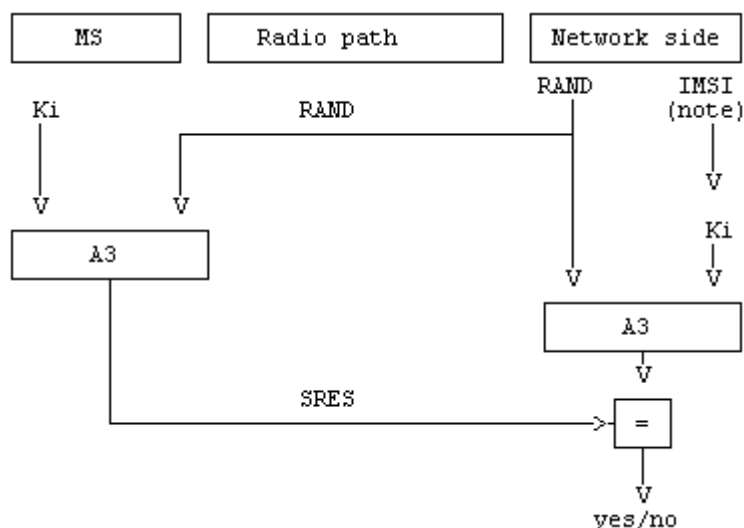 MS
Radio path
Network side
RAND
IMSI
(note)
Ki
RAND
Ki
A3
A3
SRES
=
yes/no